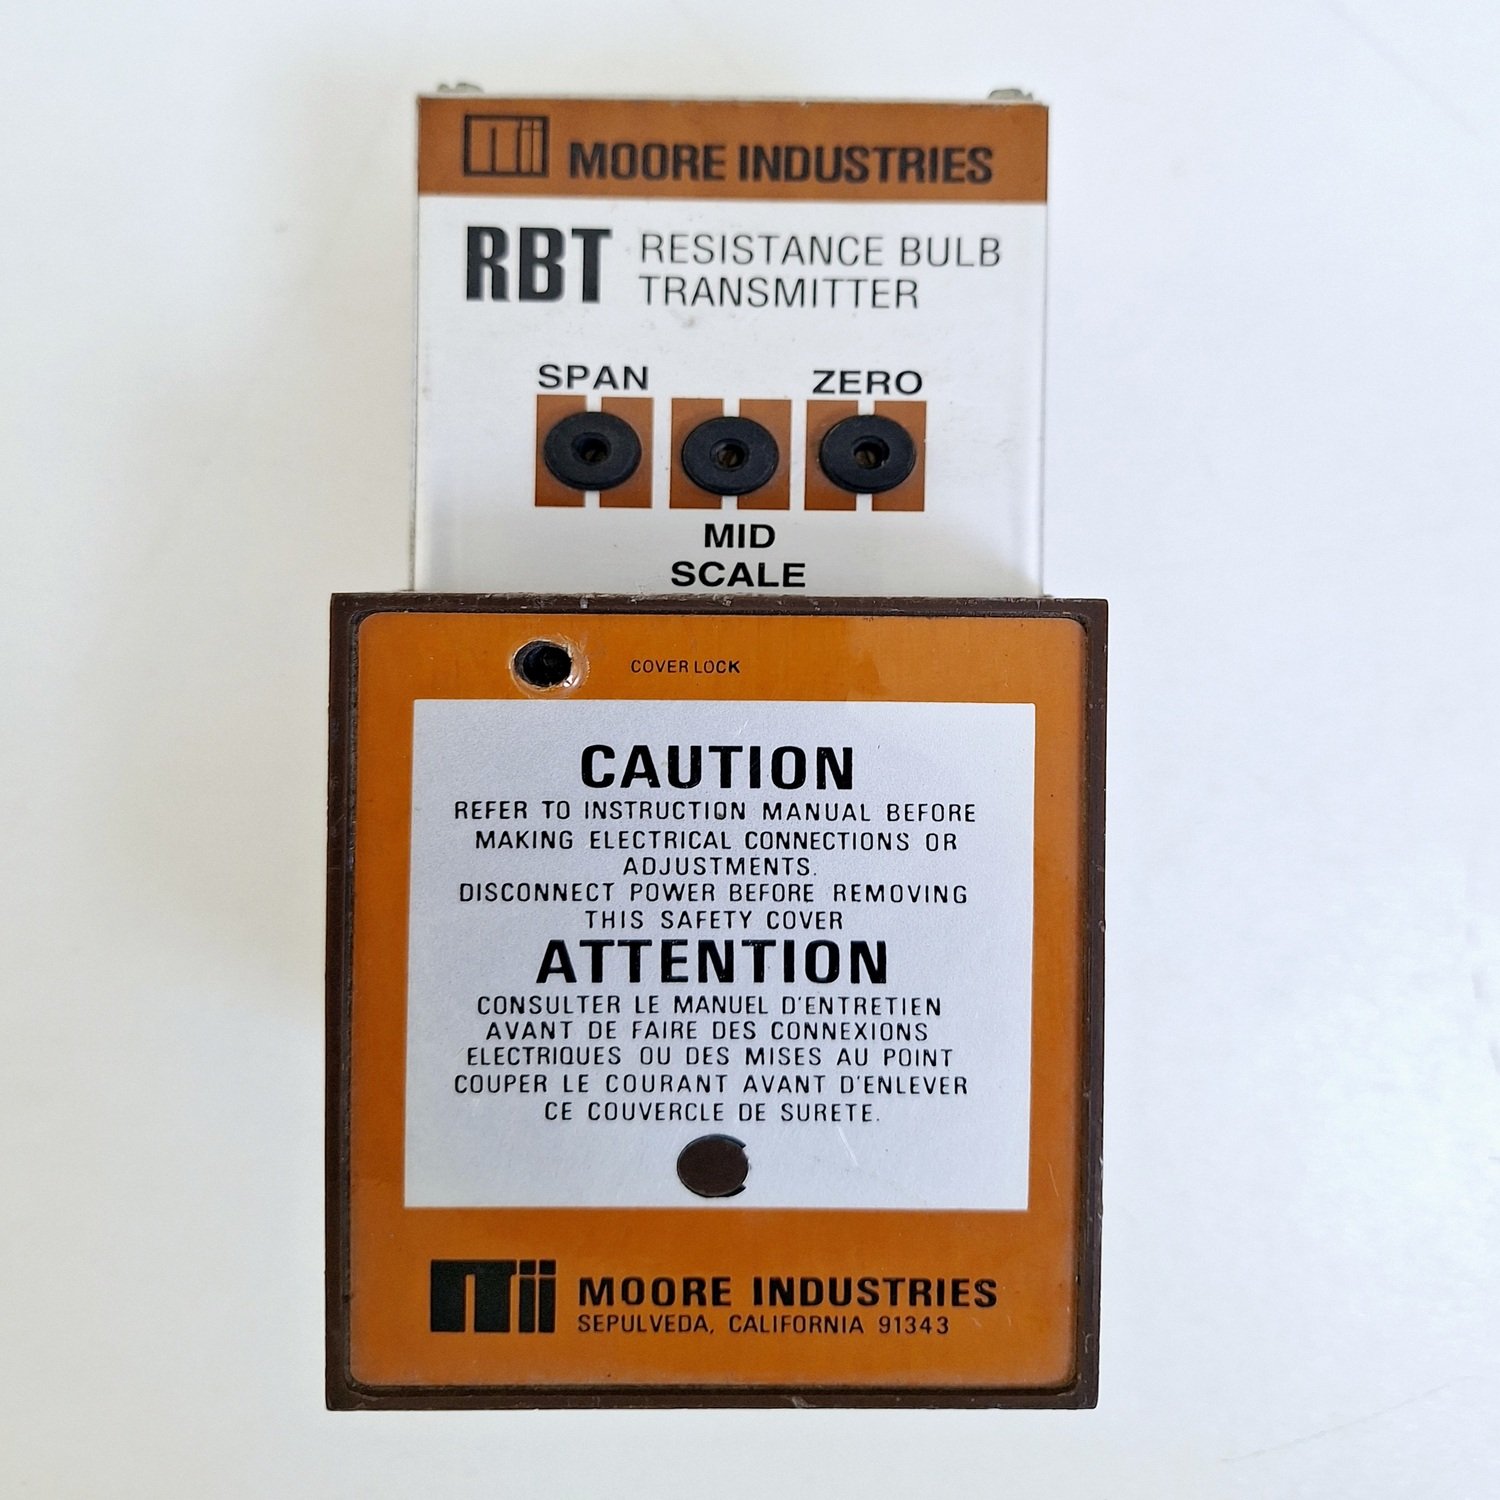 MOORE INDUSTRIES
RBT RESISTANCE BULB
TRANSMITTER
SPAN ZERO
MID
SCALE
COVER LOCK
CAUTION
REFER TO INSTRUCTION MANUAL BEFORE
MAKING ELECTRICAL CONNECTIONS OR
ADJUSTMENTS.
DISCONNECT POWER BEFORE REMOVING
THIS SAFETY COVER
ATTENTION
CONSULTER LE MANUEL D'ENTRETIEN
AVANT DE FAIRE DES CONNEXIONS
ELECTRIQUES OU DES MISES AU POINT
COUPER LE COURANT AVANT D'ENLEVER
CE COUVERCLE DE SURETE.
MOORE INDUSTRIES
SEPULVEDA, CALIFORNIA 91343